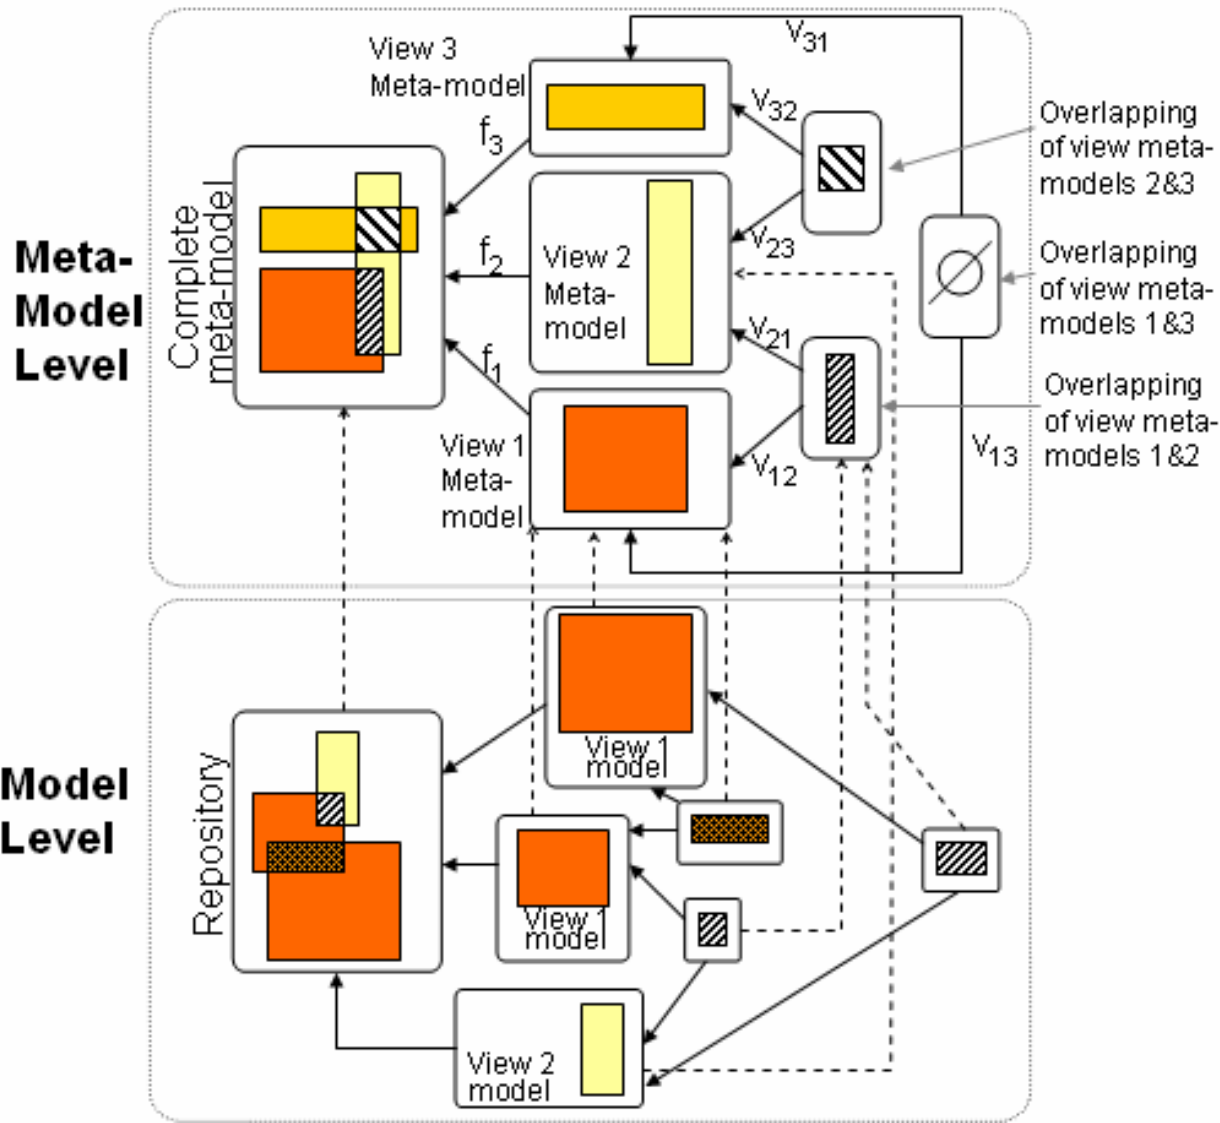 Meta-
Model
Level
Complete
meta-model
View 3
Meta-model
f3
f2
f1
View 2
Meta-
model
View 1
Meta-
model
V31
V32
V23
V21
V12
V13
Overlapping
of view meta-
models 2&3
Overlapping
of view meta-
models 1&3
Overlapping
of view meta-
models 1&2
Model
Level
Repository
View 1
model
View 1
model
View 2
model